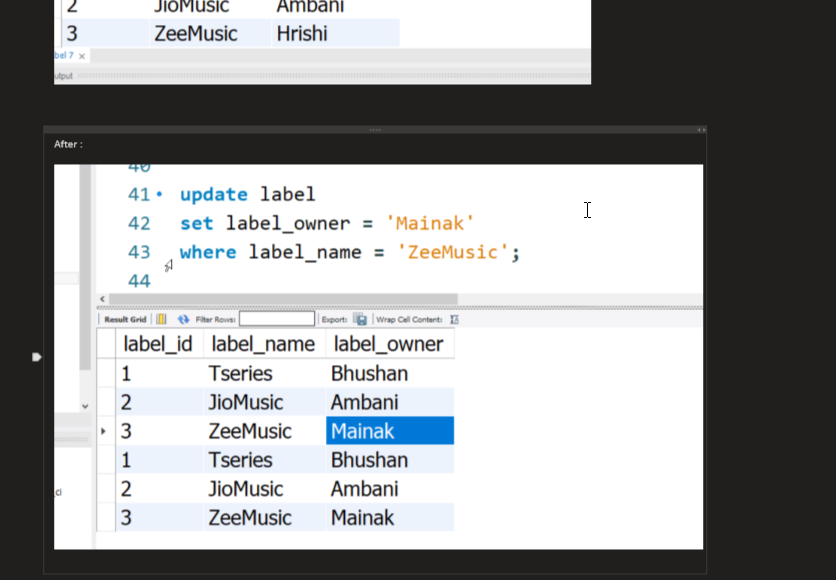 2 JioMusic Ambani
3 ZeeMusic Hrishi
bel 7 ×
utput
After :
40
41 • update label
42 set label_owner = 'Mainak'
43 where label_name = 'ZeeMusic';
44
Result Grid Filter Rows: Export: Wrap Cell Content:
label_id label_name label_owner
1 Tseries Bhushan
2 JioMusic Ambani
3 ZeeMusic Mainak
1 Tseries Bhushan
2 JioMusic Ambani
3 ZeeMusic Mainak